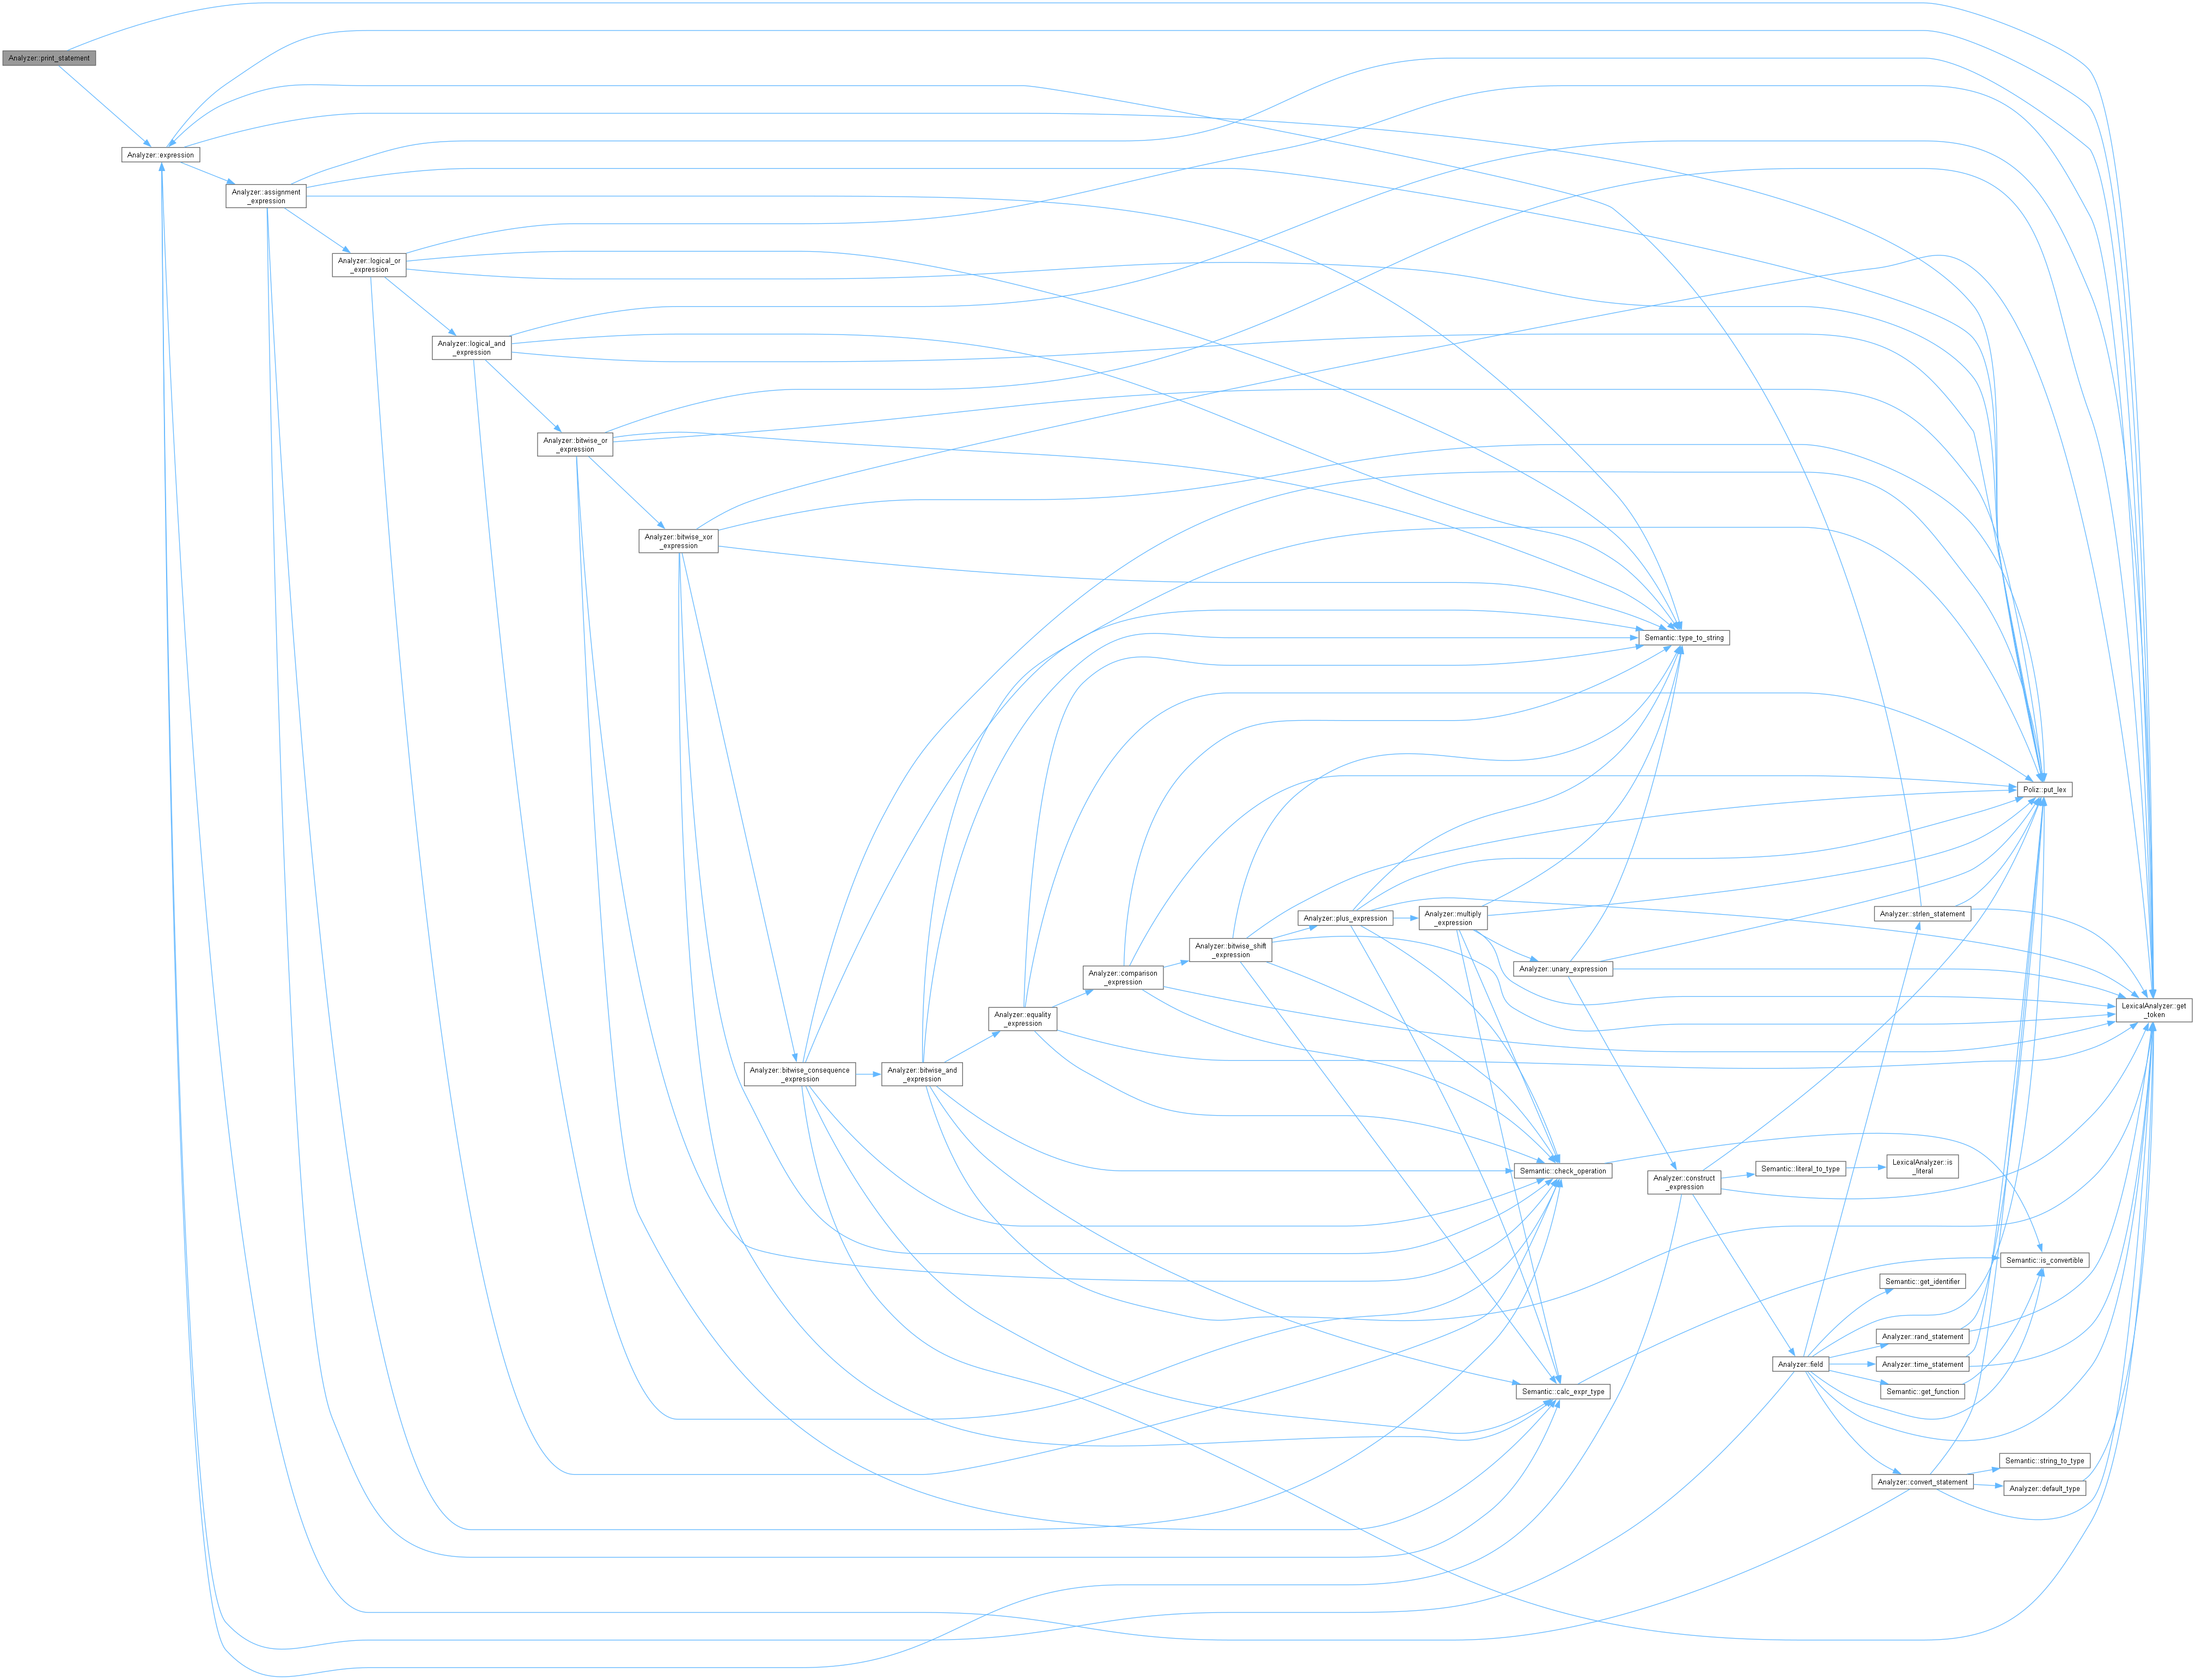 Analyzer::print_statement
Analyzer::expression
Analyzer::assignment
_expression
Analyzer::logical_or
_expression
Analyzer::logical_and
_expression
Analyzer::bitwise_or
_expression
Analyzer::bitwise_xor
_expression
Semantic::type_to_string
Poliz::put_lex
Analyzer::plus_expression
Analyzer::multiply
_expression
Analyzer::strlen_statement
Analyzer::bitwise_shift
_expression
Analyzer::unary_expression
Analyzer::comparison
_expression
LexicalAnalyzer::get
_token
Analyzer::equality
_expression
Analyzer::bitwise_consequence
_expression
Analyzer::bitwise_and
_expression
Semantic::check_operation
Analyzer::construct
_expression
Semantic::literal_to_type
LexicalAnalyzer::is
_literal
Semantic::is_convertible
Semantic::get_identifier
Analyzer::rand_statement
Analyzer::field
Analyzer::time_statement
Semantic::calc_expr_type
Semantic::get_function
Semantic::string_to_type
Analyzer::convert_statement
Analyzer::default_type